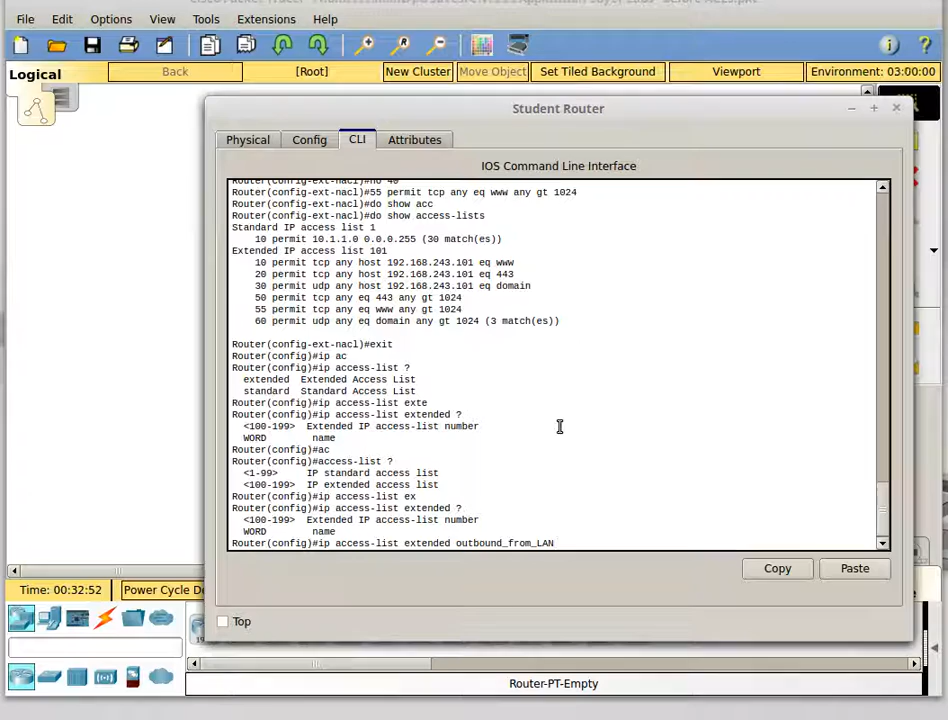 File Edit Options View Tools Extensions Help
Logical Back [Root] New Cluster Move Object Set Tiled Background Viewport Environment: 03:00:00
Student Router
Physical Config CLI Attributes
IOS Command Line Interface
Router(config-ext-nacl)#no 40
Router(config-ext-nacl)#55 permit tcp any eq www any gt 1024
Router(config-ext-nacl)#do show acc
Router(config-ext-nacl)#do show access-lists
Standard IP access list 1
10 permit 10.1.1.0 0.0.0.255 (30 match(es))
Extended IP access list 101
10 permit tcp any host 192.168.243.101 eq www
20 permit tcp any host 192.168.243.101 eq 443
30 permit udp any host 192.168.243.101 eq domain
50 permit tcp any eq 443 any gt 1024
55 permit tcp any eq www any gt 1024
60 permit udp any eq domain any gt 1024 (3 match(es))
Router(config-ext-nacl)#exit
Router(config)#ip ac
Router(config)#ip access-list ?
extended Extended Access List
standard Standard Access List
Router(config)#ip access-list exte
Router(config)#ip access-list extended ?
<100-199> Extended IP access-list number
WORD name
Router(config)#ac
Router(config)#access-list ?
<1-99> IP standard access list
<100-199> IP extended access list
Router(config)#ip access-list ex
Router(config)#ip access-list extended ?
<100-199> Extended IP access-list number
WORD name
Router(config)#ip access-list extended outbound_from_LAN
Copy Paste
Time: 00:32:52 Power Cycle De
Top
Router-PT-Empty